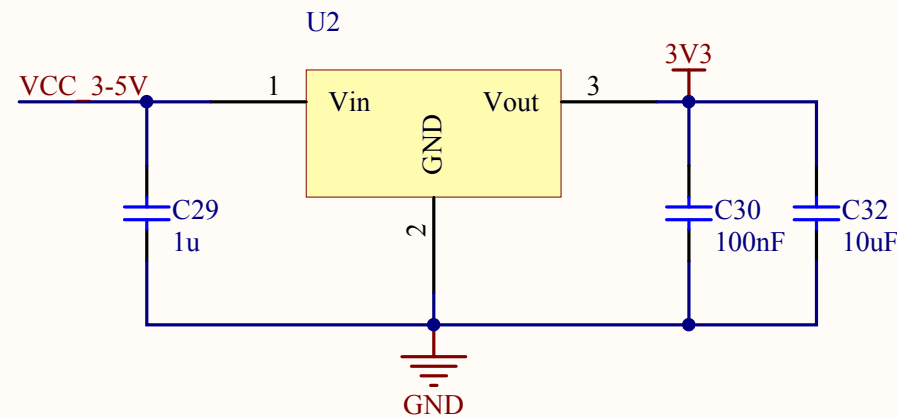 U2
VCC_3-5V
1
Vin
Vout
3
3V3
GND
2
C29
1u
C30
100nF
C32
10uF
GND